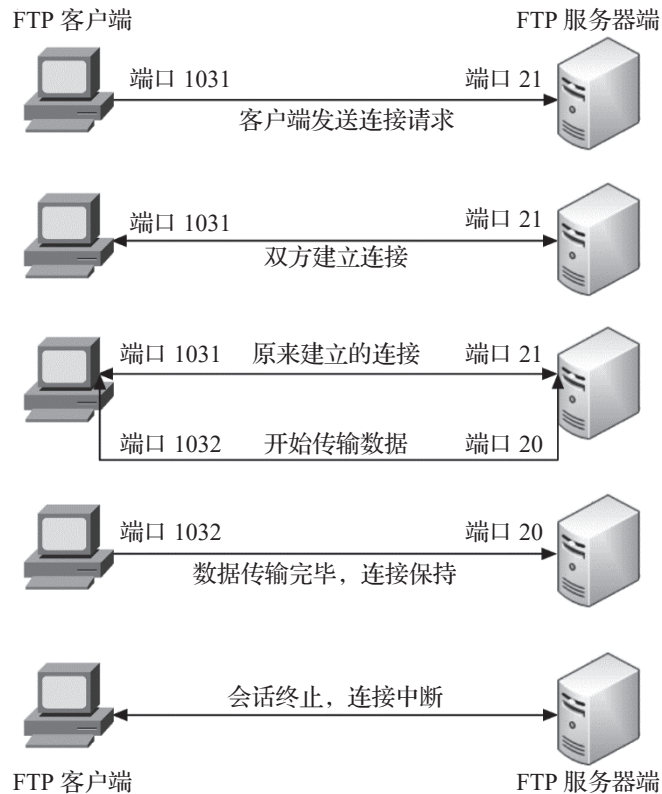 FTP 客户端
FTP 服务器端
端口 1031
端口 21
客户端发送连接请求
端口 1031
端口 21
双方建立连接
端口 1031
原来建立的连接
端口 21
端口 1032
开始传输数据
端口 20
端口 1032
端口 20
数据传输完毕，连接保持
会话终止，连接中断
FTP 客户端
FTP 服务器端